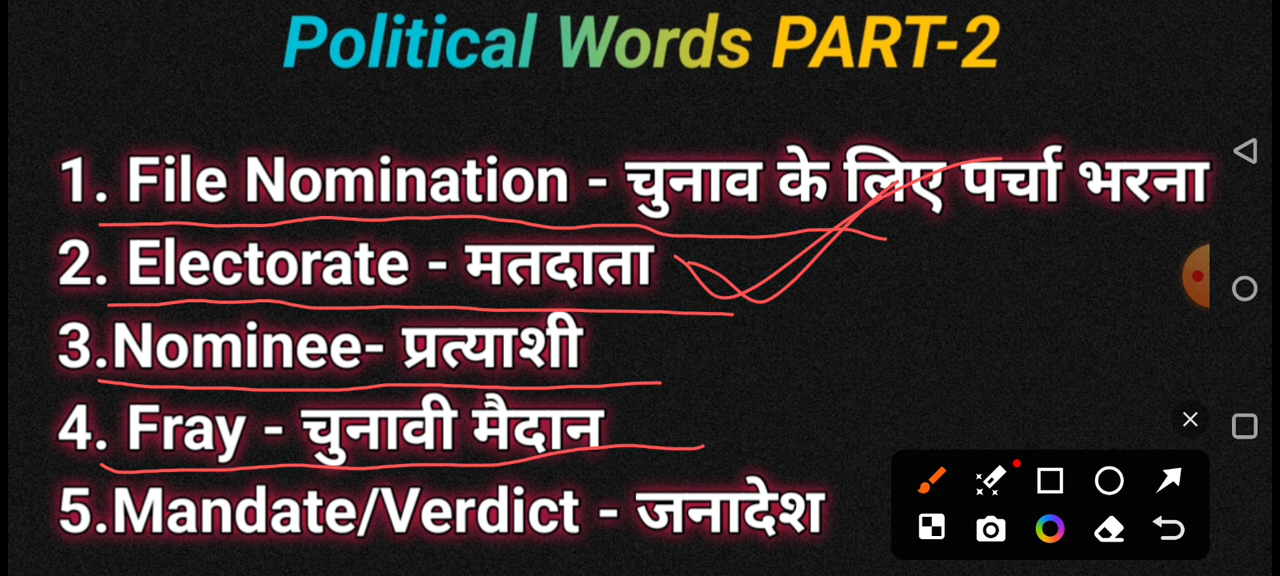 Political Words PART-2
1. File Nomination - चुनाव के लिए पर्चा भरना
2. Electorate - मतदाता
3.Nominee- प्रत्याशी
4. Fray - चुनावी मैदान
5.Mandate/Verdict - जनादेश